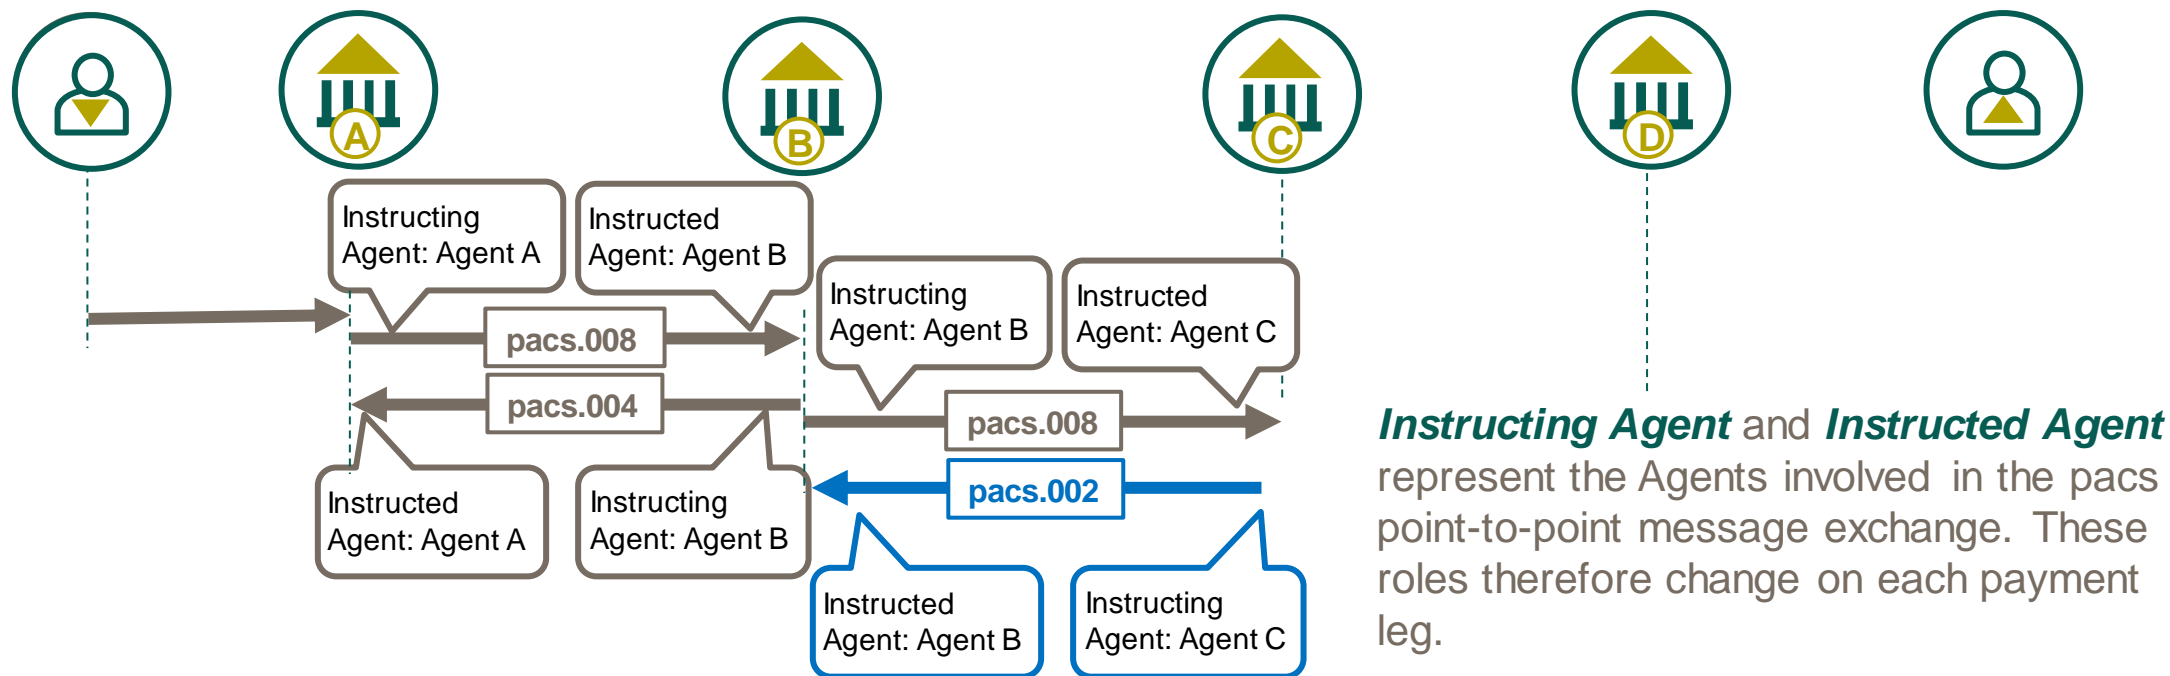 A
B
C
D
Instructing
Agent: Agent A
Instructed
Agent: Agent B
Instructing
Agent: Agent B
Instructed
Agent: Agent C
pacs.008
pacs.004
pacs.008
pacs.002
Instructed
Agent: Agent A
Instructing
Agent: Agent B
Instructed
Agent: Agent B
Instructing
Agent: Agent C
Instructing Agent and Instructed Agent
represent the Agents involved in the pacs
point-to-point message exchange. These
roles therefore change on each payment
leg.